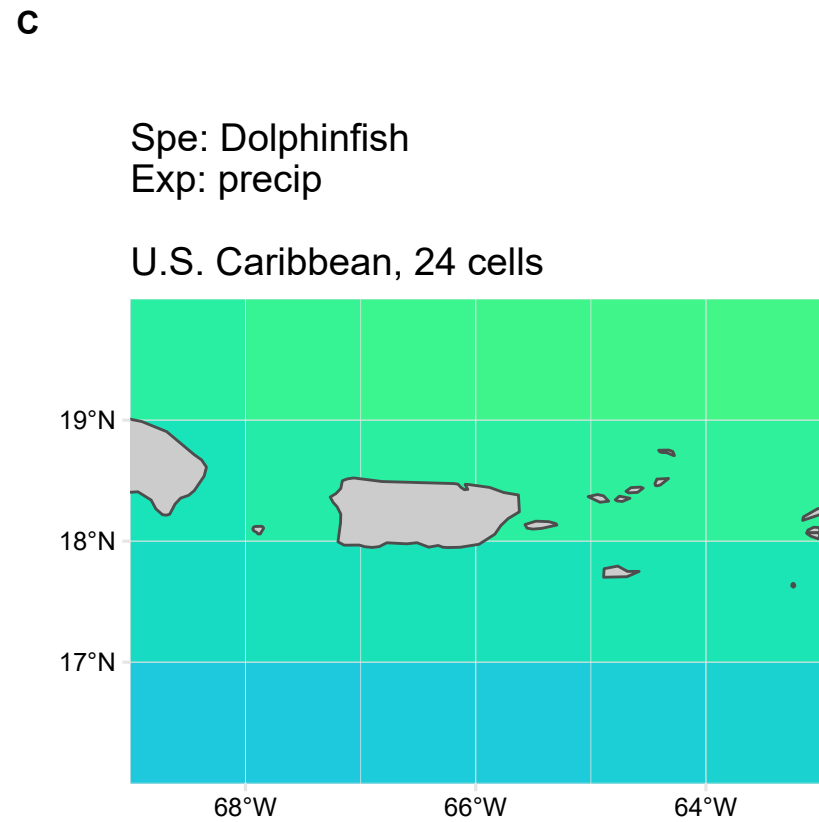 C
Spe: Dolphinfish
Exp: precip
U.S. Caribbean, 24 cells
19°N
18°N
17°N
68°W 66°W 64°W